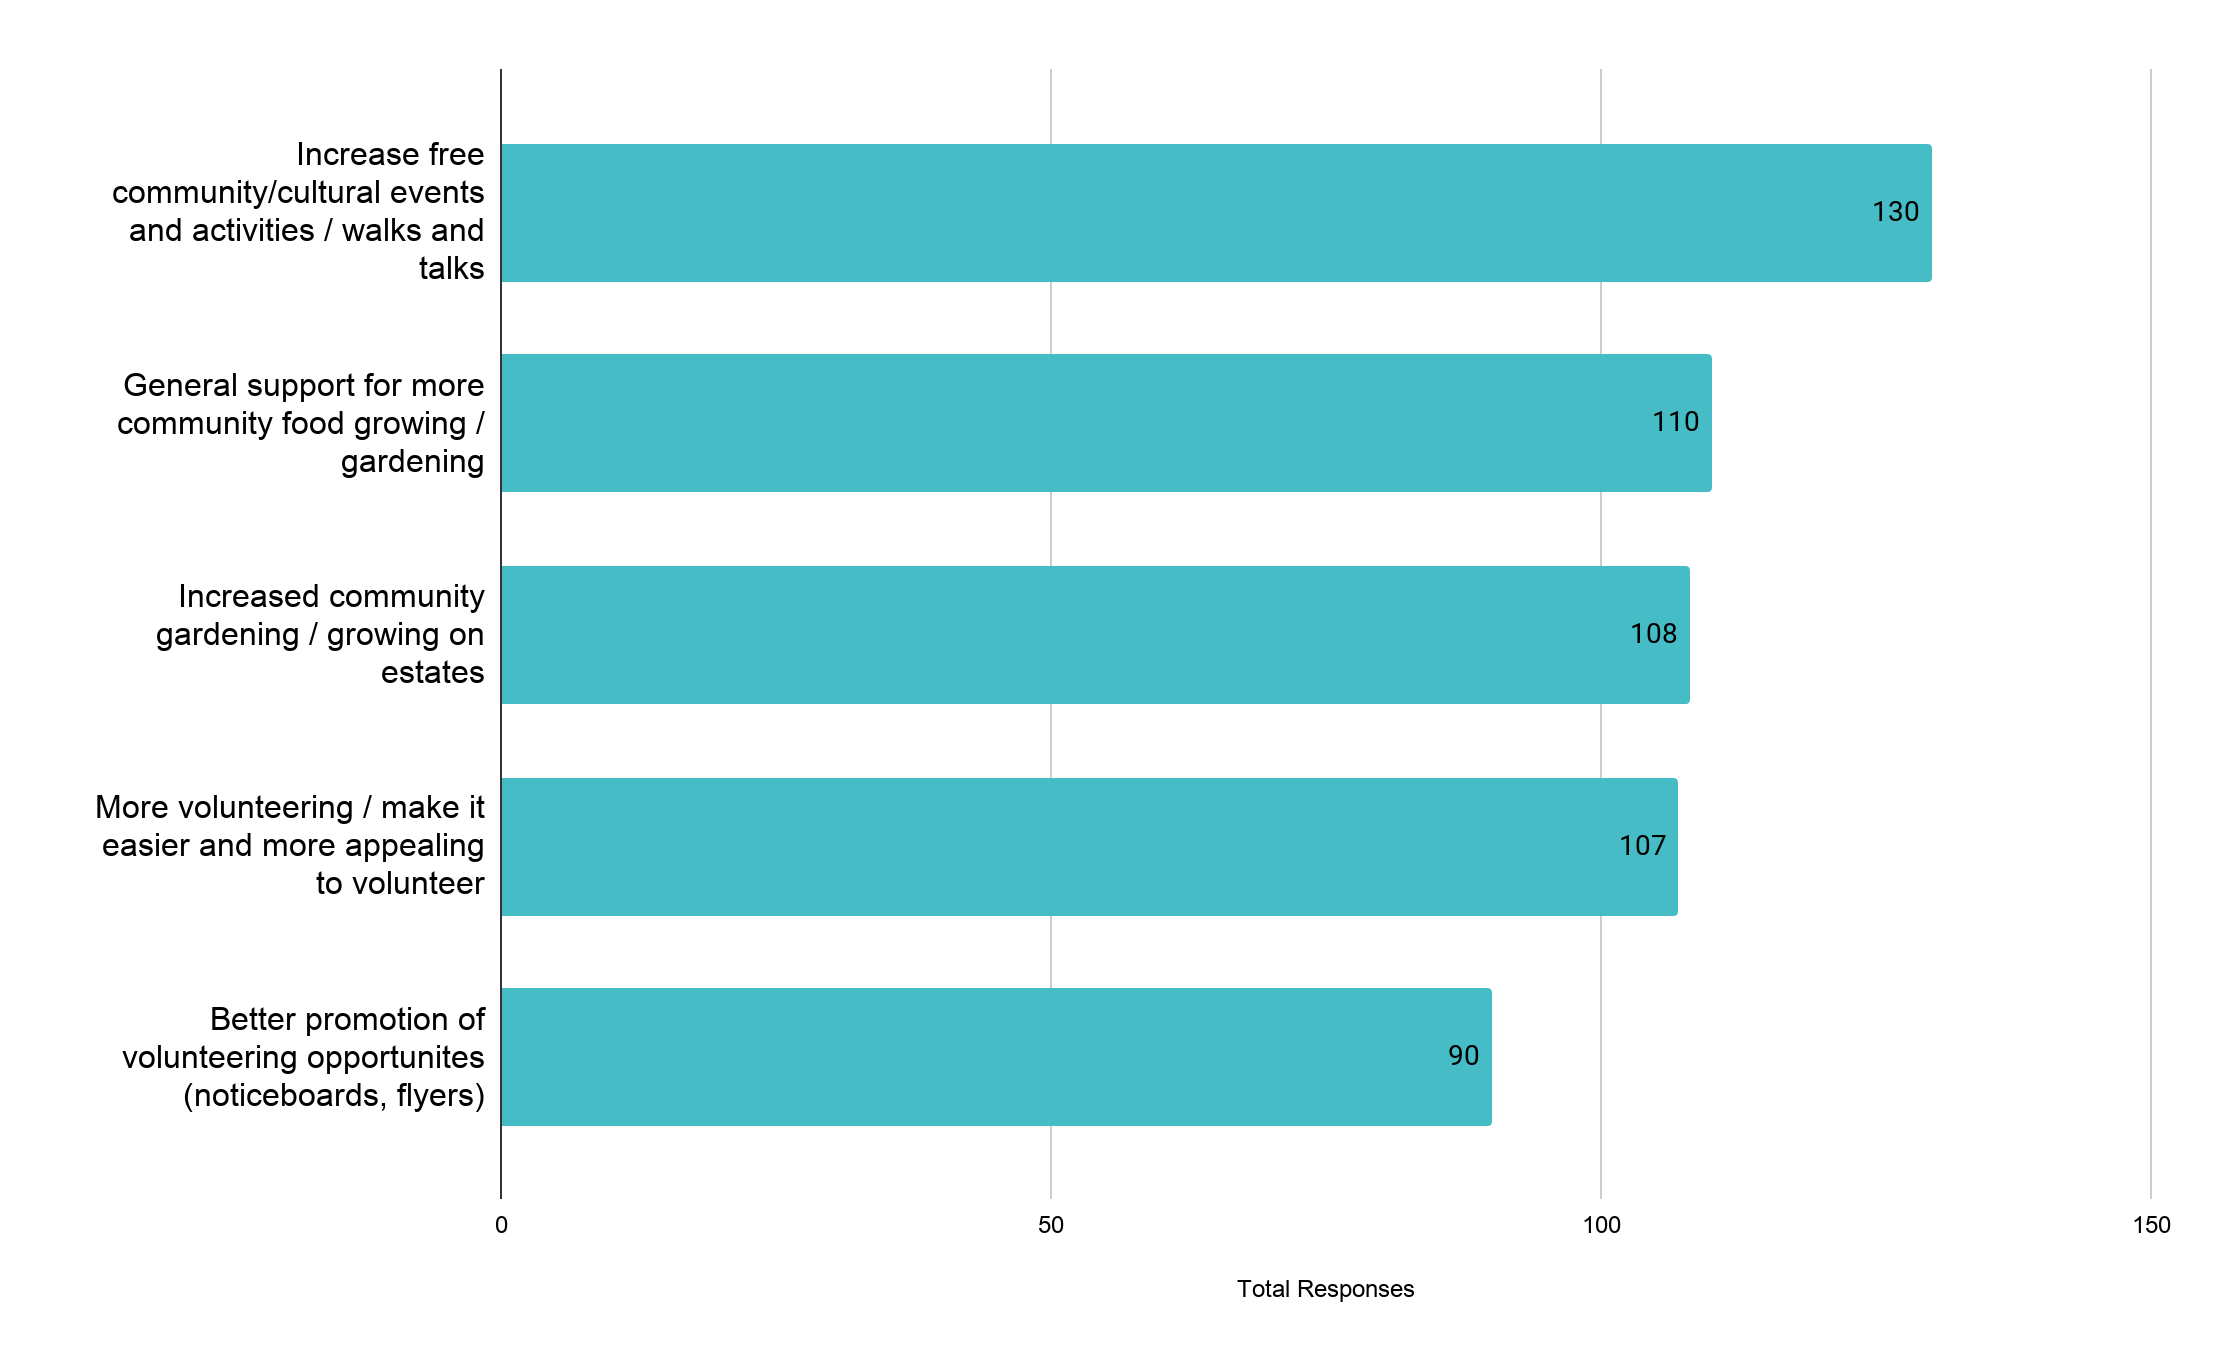 Increase free
community/cultural events
and activities / walks and
talks
130
General support for more
community food growing /
gardening
110
Increased community
gardening / growing on
estates
108
More volunteering / make it
easier and more appealing
to volunteer
107
Better promotion of
volunteering opportunites
(noticeboards, flyers)
90
0 50 100 150
Total Responses